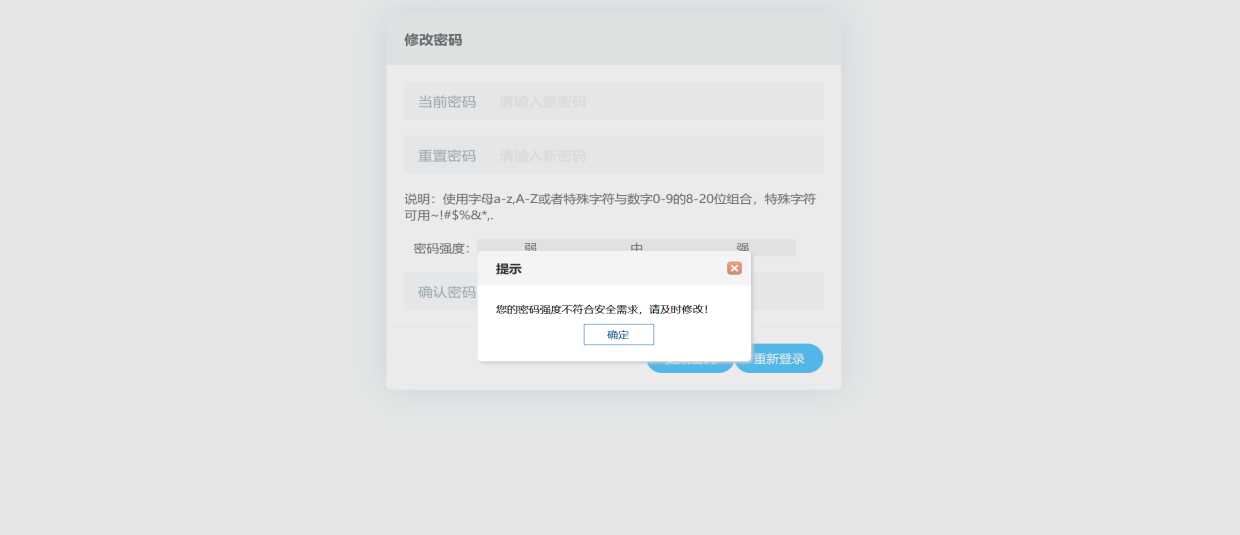 修改密码
当前密码 请输入原密码
重置密码 请输入新密码
说明：使用字母a-z,A-Z或者特殊字符与数字0-9的8-20位组合，特殊字符
可用~!#$%&*,.
密码强度： 弱 中 强
确认密码
提示
您的密码强度不符合安全需求，请及时修改！
确定
重新登录